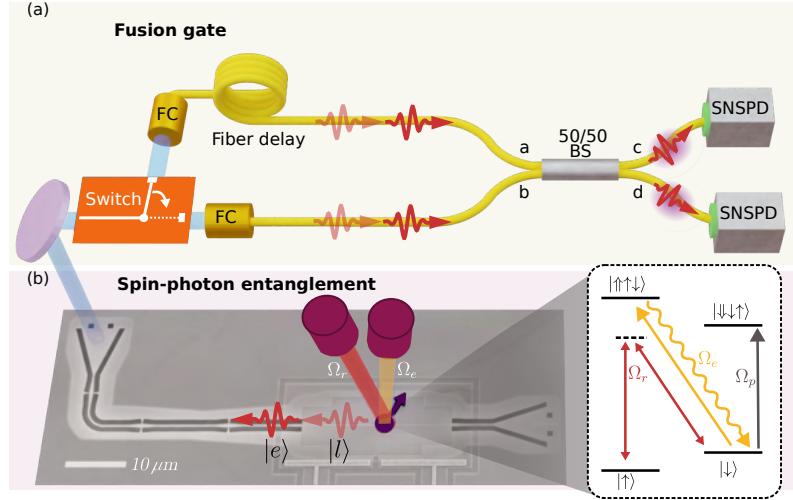 (a)
Fusion gate
FC
Fiber delay
SNSPD
50/50
BS
a
c
b
d
Switch
FC
SNSPD
(b)
Spin-photon entanglement
Ω_r
Ω_e
|e⟩
|l⟩
10 μm
|⇑↑↓⟩
|⇓↓↑⟩
Ω_r
Ω_e
Ω_p
|↑⟩
|↓⟩